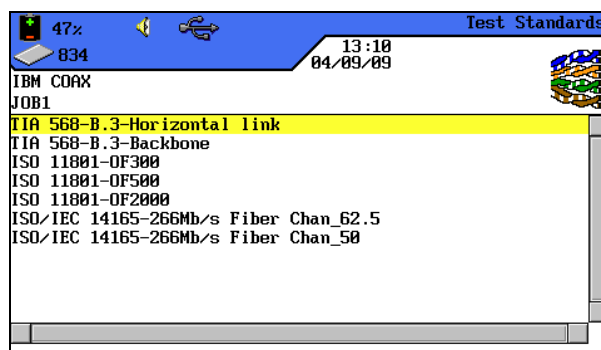 47%
Test Standards
834
13:10
04/09/09
IBM COAX
JOB1
TIA 568-B.3-Horizontal link
TIA 568-B.3-Backbone
ISO 11801-OF300
ISO 11801-OF500
ISO 11801-OF2000
ISO/IEC 14165-266Mb/s Fiber Chan_62.5
ISO/IEC 14165-266Mb/s Fiber Chan_50